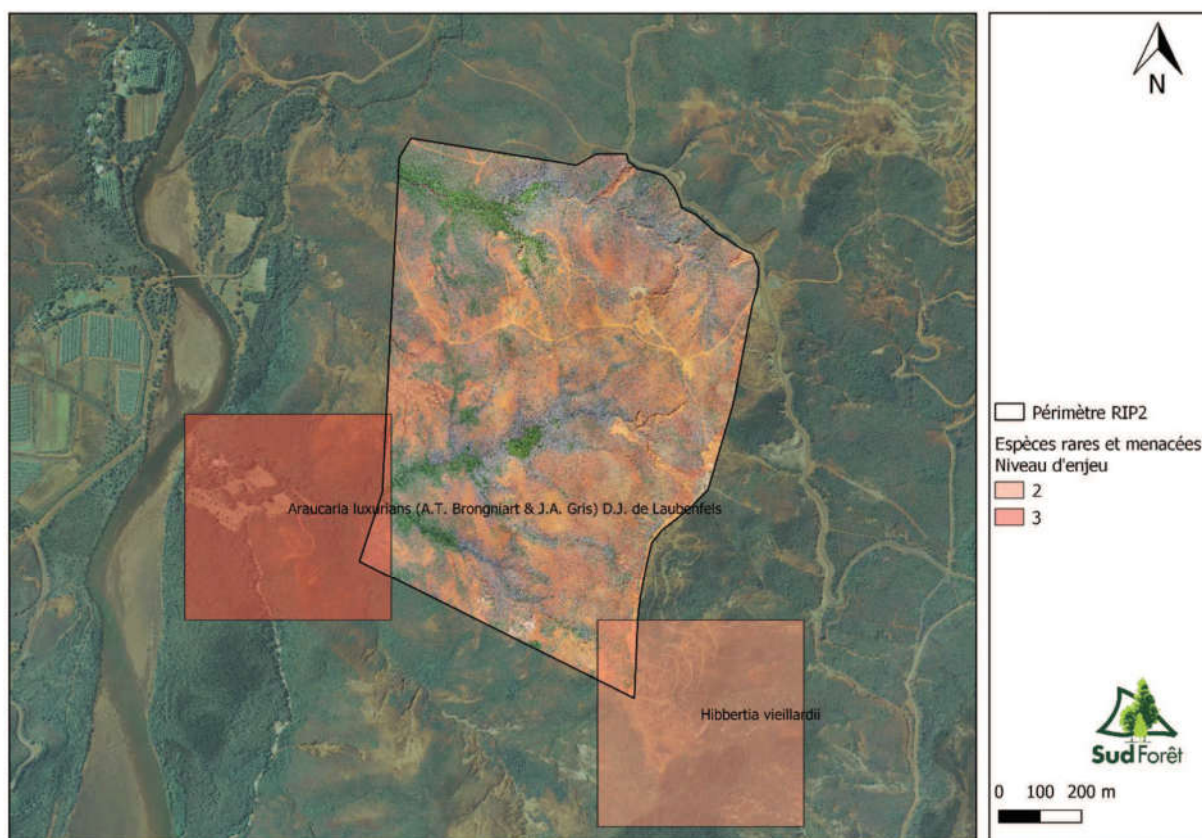 N
Périmètre RIP2
Espèces rares et menacées
Niveau d'enjeu
2
3
Araucaria luxurians (A.T. Brongniart & J.A. Gris) D.J. de Laubenfels
Hibbertia vieillardii
Sud Forêt
0 100 200 m